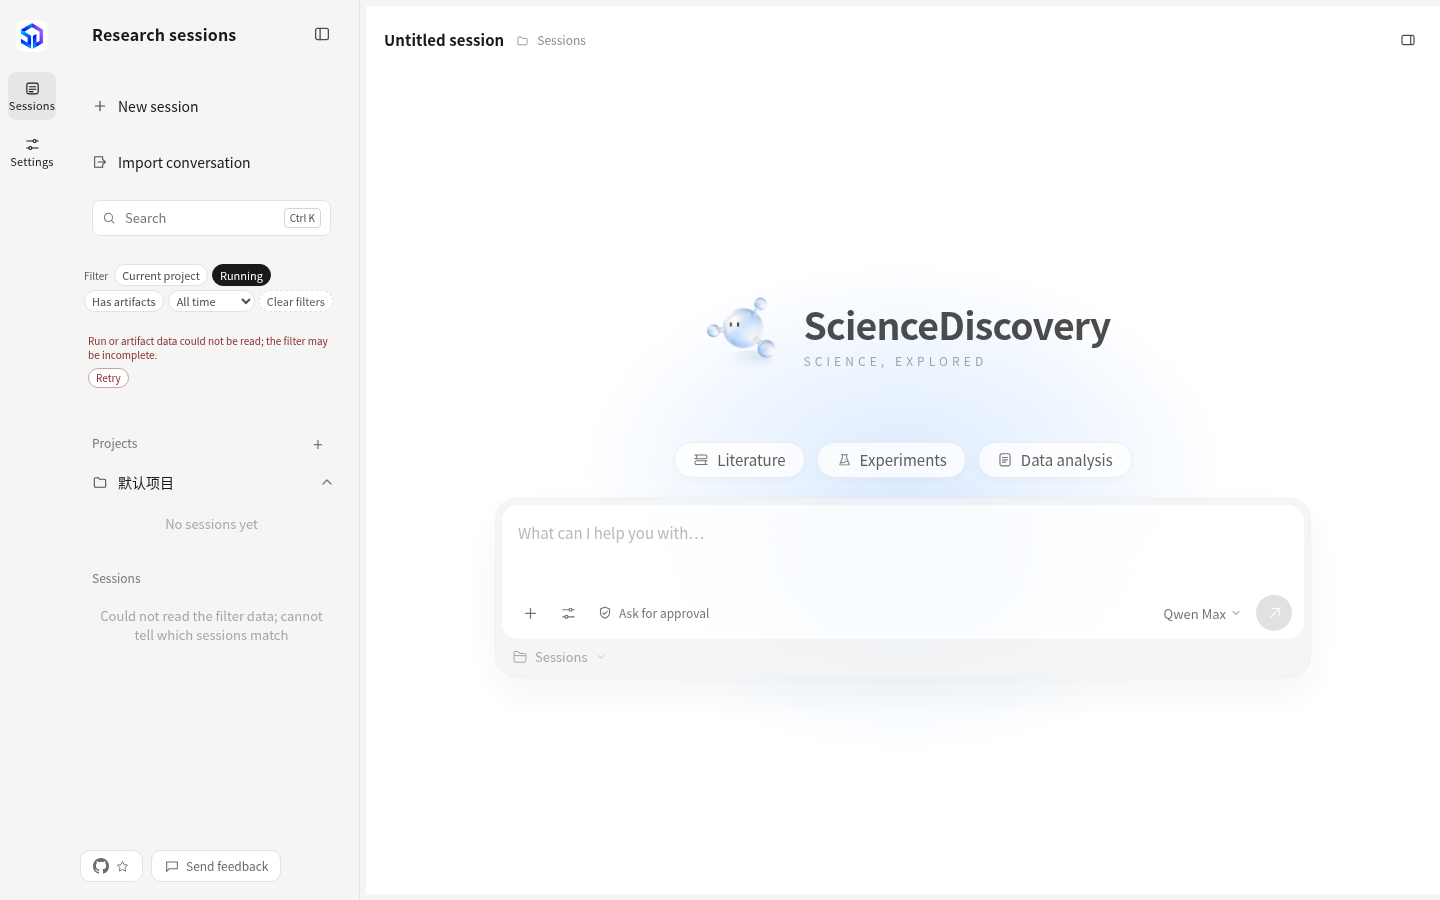 Research sessions
Sessions
Settings
New session
Import conversation
Search
Ctrl K
Filter
Current project
Running
Has artifacts
All time
Clear filters
Run or artifact data could not be read; the filter may
be incomplete.
Retry
Projects
默认项目
No sessions yet
Sessions
Could not read the filter data; cannot
tell which sessions match
Send feedback
Untitled session
Sessions
ScienceDiscovery
SCIENCE, EXPLORED
Literature
Experiments
Data analysis
What can I help you with…
Ask for approval
Qwen Max
Sessions